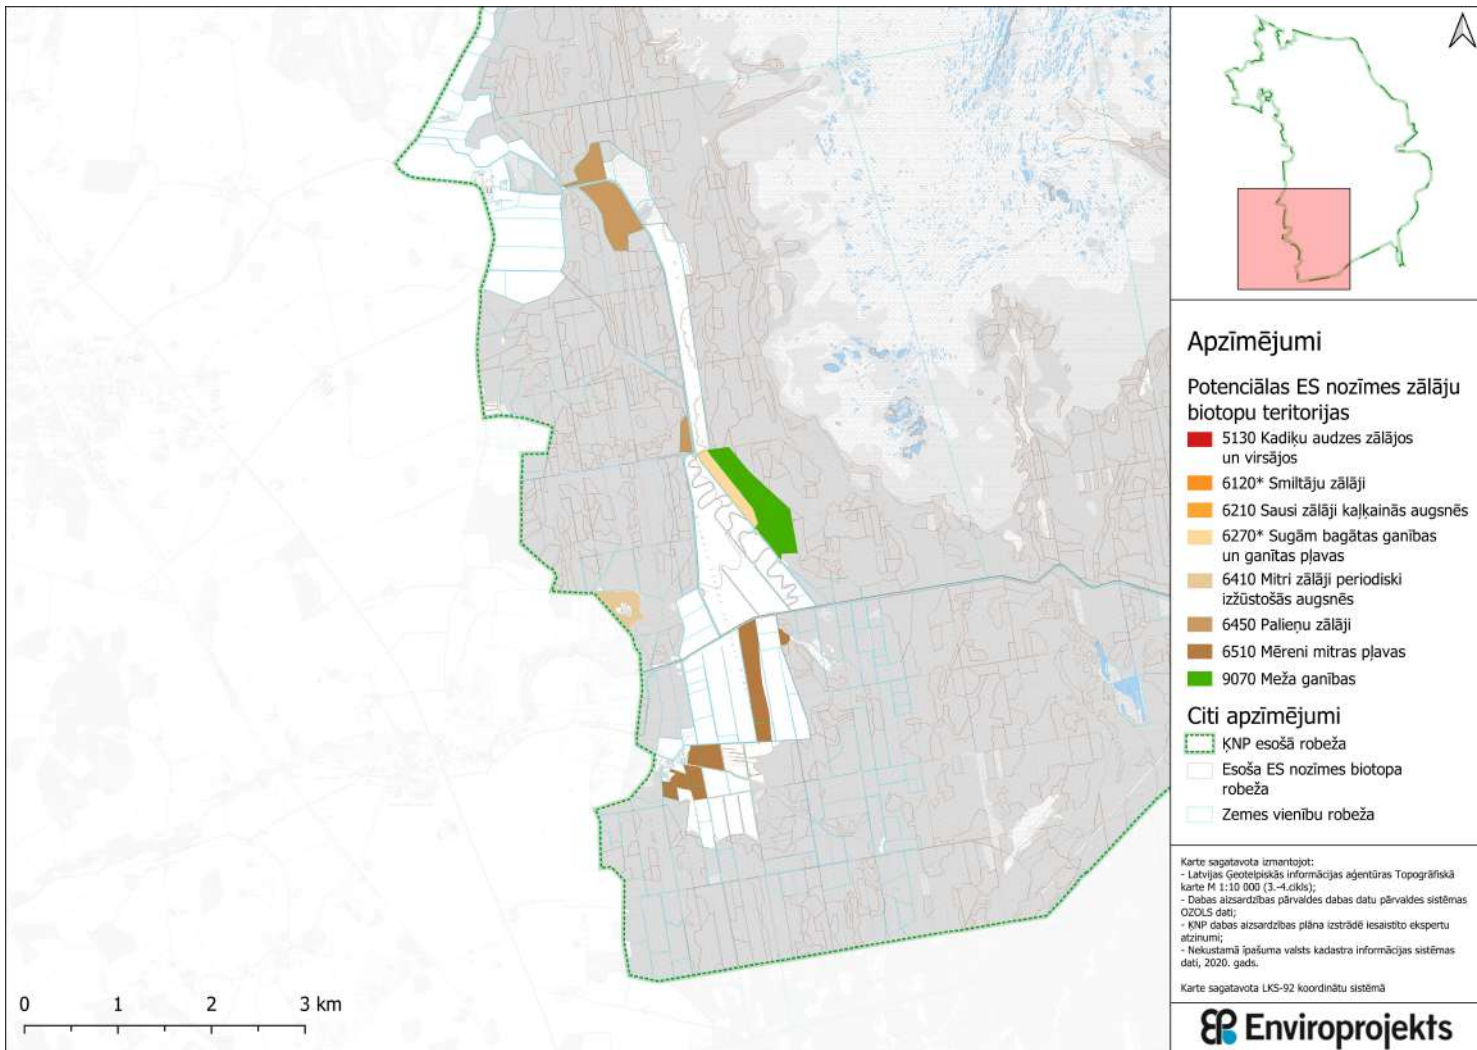 Apzīmējumi
Potenciālas ES nozīmes zālāju
biotopu teritorijas
5130 Kadiķu audzes zālājos
un virsājos
6120* Smiltāju zālāji
6210 Sausi zālāji kaļķainās augsnēs
6270* Sugām bagātas ganības
un ganītas pļavas
6410 Mitri zālāji periodiski
izžūstošās augsnēs
6450 Palieņu zālāji
6510 Mēreni mitras pļavas
9070 Meža ganības
Citi apzīmējumi
ĶNP esošā robeža
Esoša ES nozīmes biotopa
robeža
Zemes vienību robeža
Karte sagatavota izmantojot:
- Latvijas Ģeotelpiskās informācijas aģentūras Topogrāfiskā
karte M 1:10 000 (3.-4.cikls);
- Dabas aizsardzības pārvaldes dabas datu pārvaldes sistēmas
OZOLS dati;
- ĶNP dabas aizsardzības plāna izstrādē iesaistīto ekspertu
atzinumi;
- Nekustamā īpašuma valsts kadastra informācijas sistēmas
dati, 2020. gads.
Karte sagatavota LKS-92 koordinātu sistēmā
0 1 2 3 km
Enviroprojekts